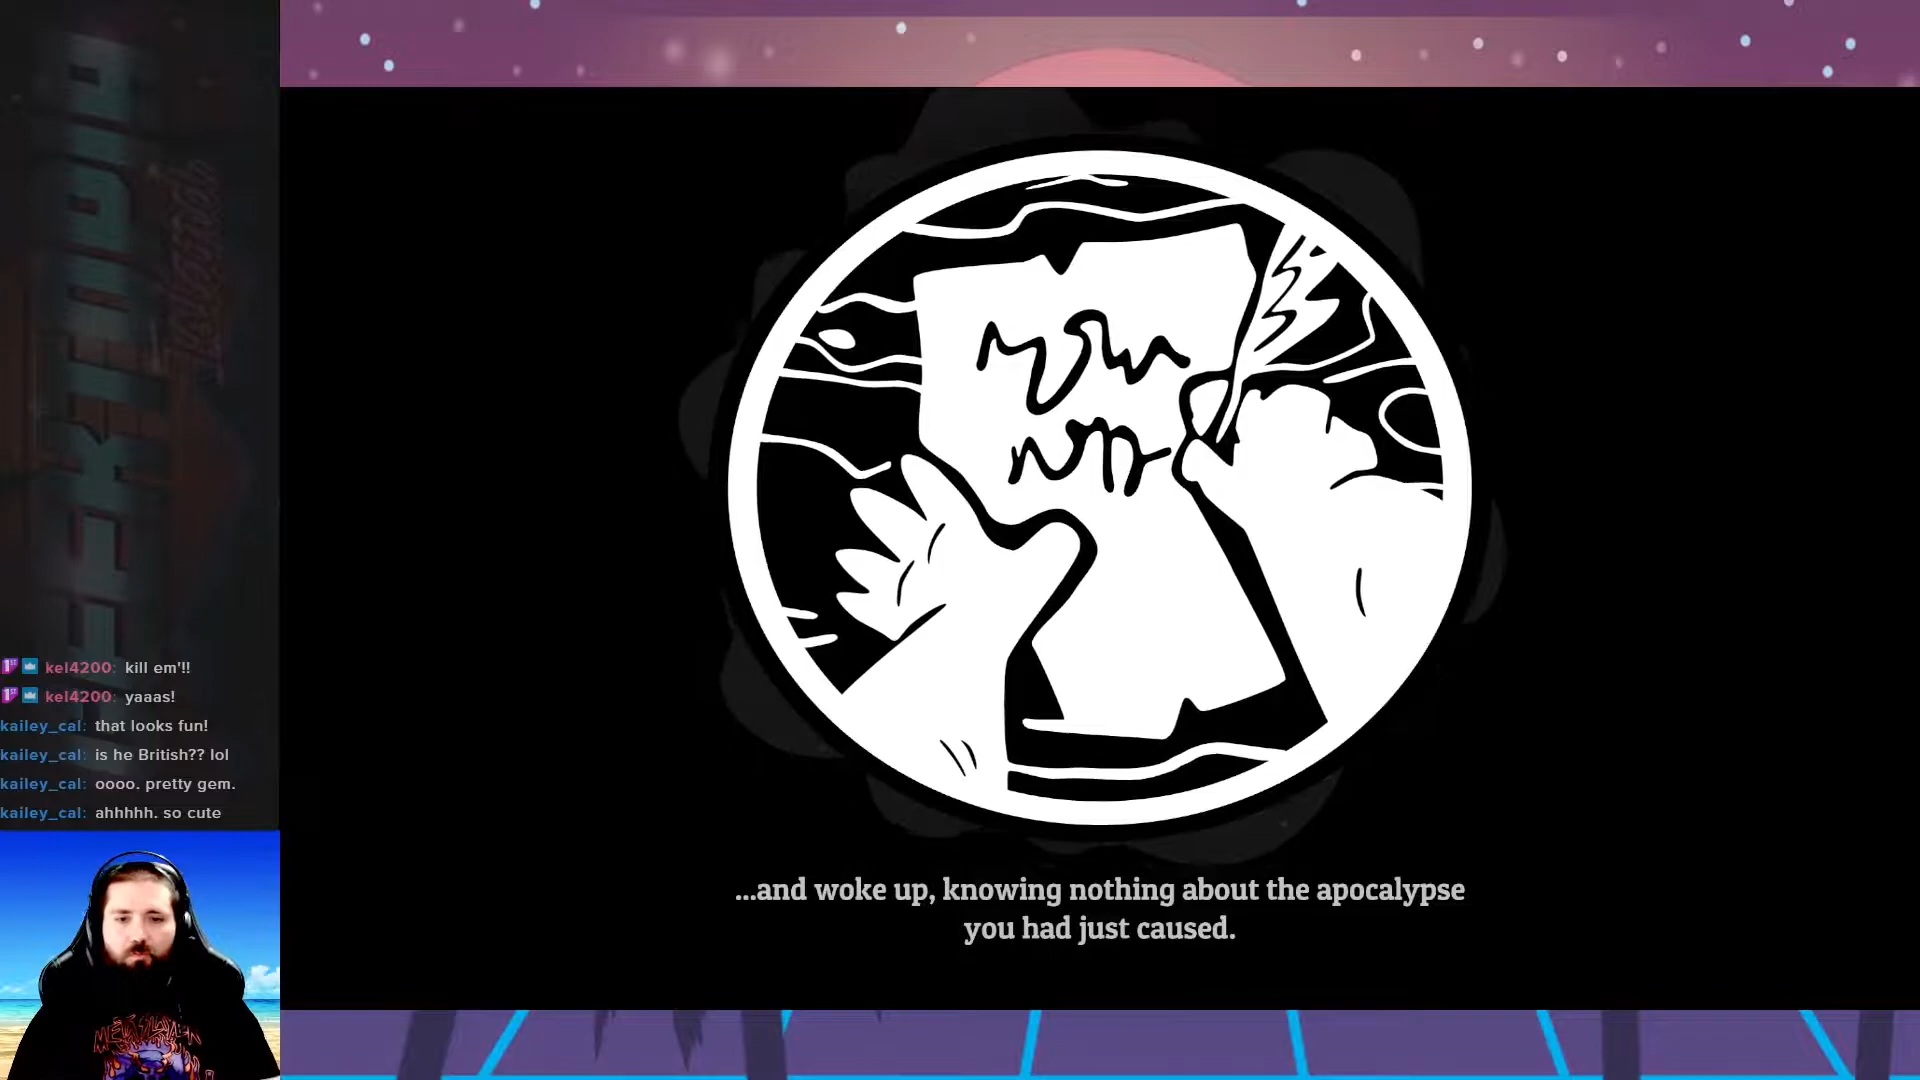 kel4200: kill em'!!
kel4200: yaaas!
kailey_cal: that looks fun!
kailey_cal: is he British?? lol
kailey_cal: oooo. pretty gem.
kailey_cal: ahhhhh. so cute
...and woke up, knowing nothing about the apocalypse
you had just caused.